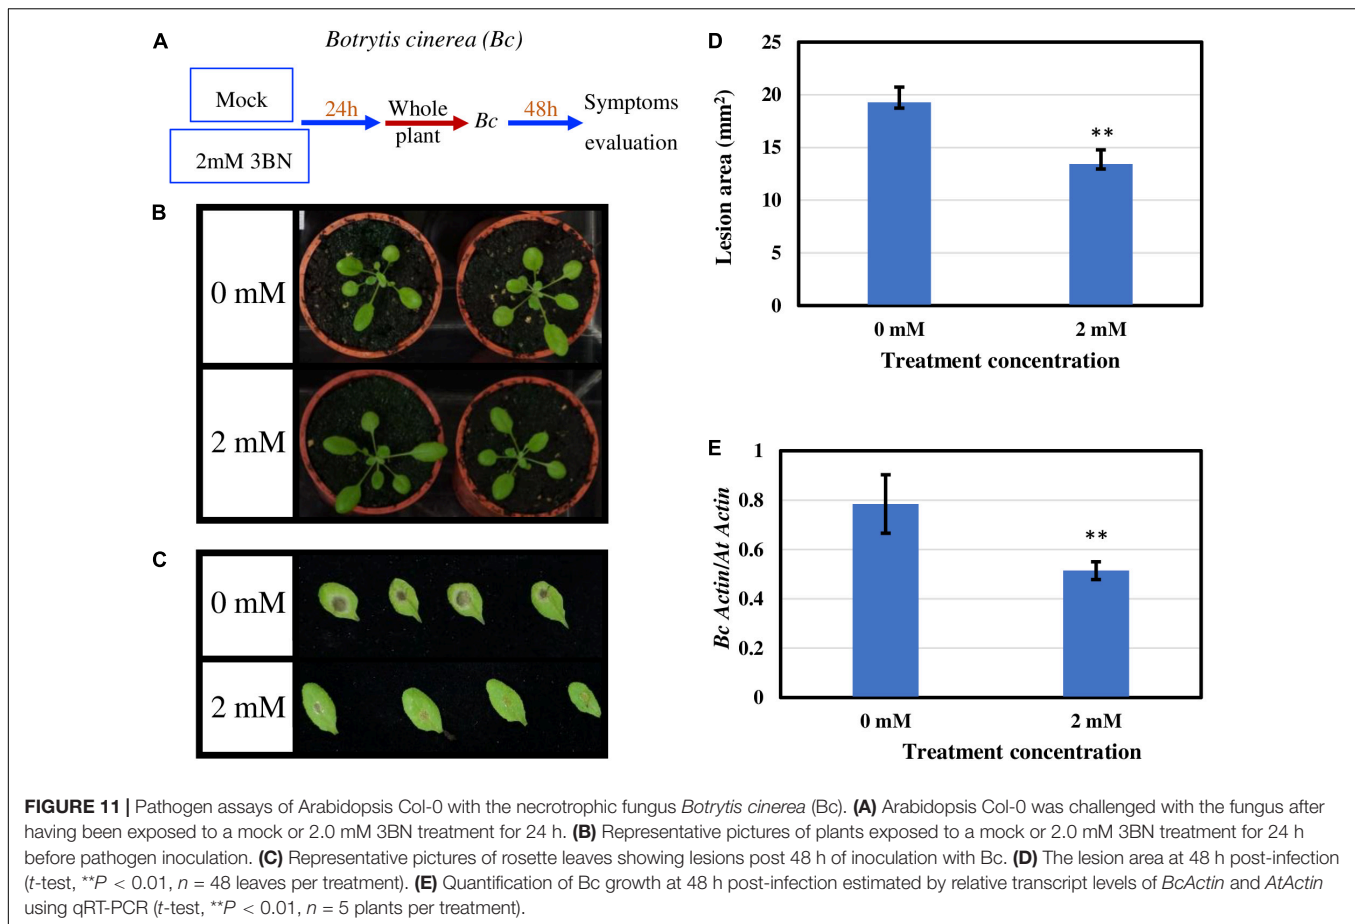 A
Botrytis cinerea (Bc)
Mock
2mM 3BN
24h
Whole
plant
Bc
48h
Symptoms
evaluation
B
0 mM
2 mM
C
0 mM
2 mM
D
Lesion area (mm²)
25
20
15
10
5
0
**
0 mM
2 mM
Treatment concentration
E
Bc Actin/At Actin
1
0.8
0.6
0.4
0.2
0
**
0 mM
2 mM
Treatment concentration
FIGURE 11 | Pathogen assays of Arabidopsis Col-0 with the necrotrophic fungus Botrytis cinerea (Bc). (A) Arabidopsis Col-0 was challenged with the fungus after
having been exposed to a mock or 2.0 mM 3BN treatment for 24 h. (B) Representative pictures of plants exposed to a mock or 2.0 mM 3BN treatment for 24 h
before pathogen inoculation. (C) Representative pictures of rosette leaves showing lesions post 48 h of inoculation with Bc. (D) The lesion area at 48 h post-infection
(t-test, **P < 0.01, n = 48 leaves per treatment). (E) Quantification of Bc growth at 48 h post-infection estimated by relative transcript levels of BcActin and AtActin
using qRT-PCR (t-test, **P < 0.01, n = 5 plants per treatment).